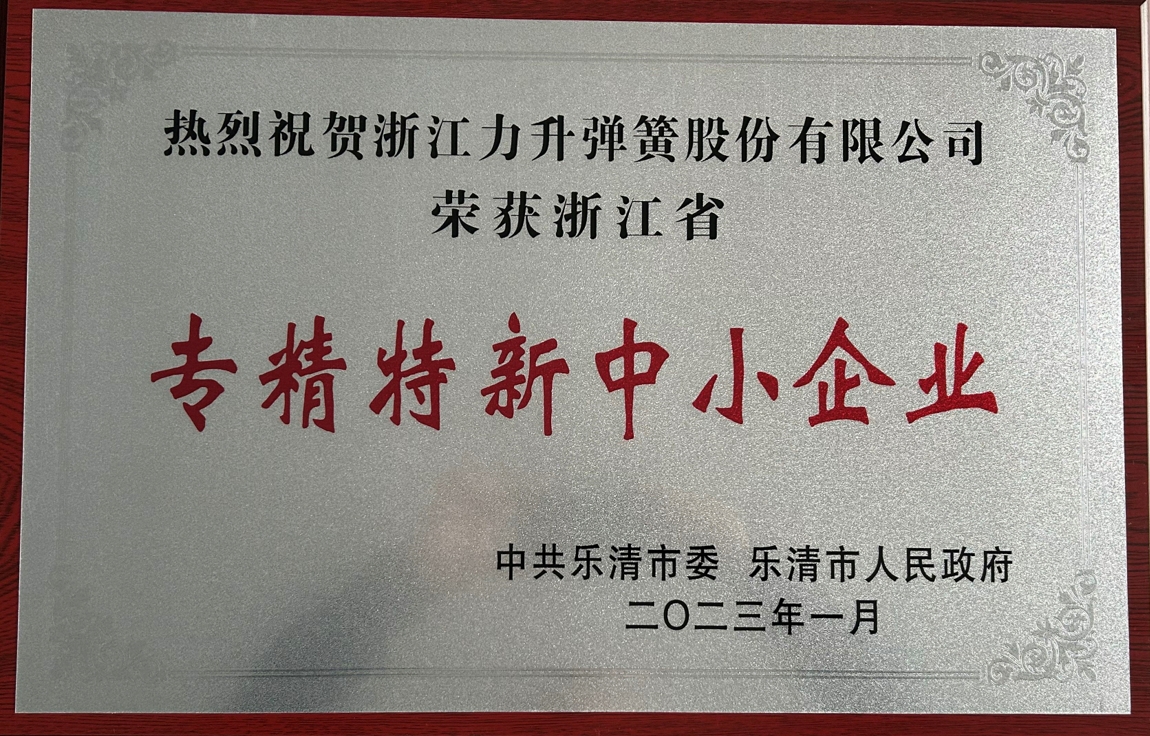 热烈祝贺浙江力升弹簧股份有限公司
荣获浙江省
专精特新中小企业
中共乐清市委 乐清市人民政府
二〇二三年一月